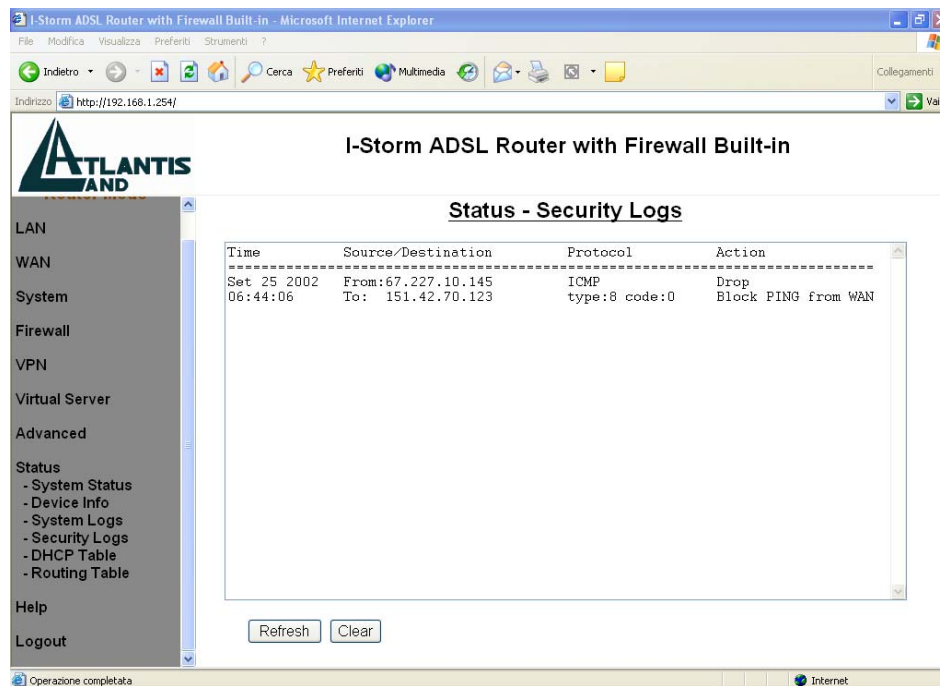 I-Storm ADSL Router with Firewall Built-in - Microsoft Internet Explorer
File Modifica Visualizza Preferiti Strumenti ?
Indietro Cerca Preferiti Multimedia Collegamenti
Indirizzo http://192.168.1.254/ Vai
ATLANTIS
LAND
I-Storm ADSL Router with Firewall Built-in
Router Mode
LAN
WAN
System
Firewall
VPN
Virtual Server
Advanced
Status
- System Status
- Device Info
- System Logs
- Security Logs
- DHCP Table
- Routing Table
Help
Logout
Status - Security Logs
Time Source/Destination Protocol Action
================================================================================
Set 25 2002 From:67.227.10.145 ICMP Drop
06:44:06 To: 151.42.70.123 type:8 code:0 Block PING from WAN
Refresh Clear
Operazione completata Internet